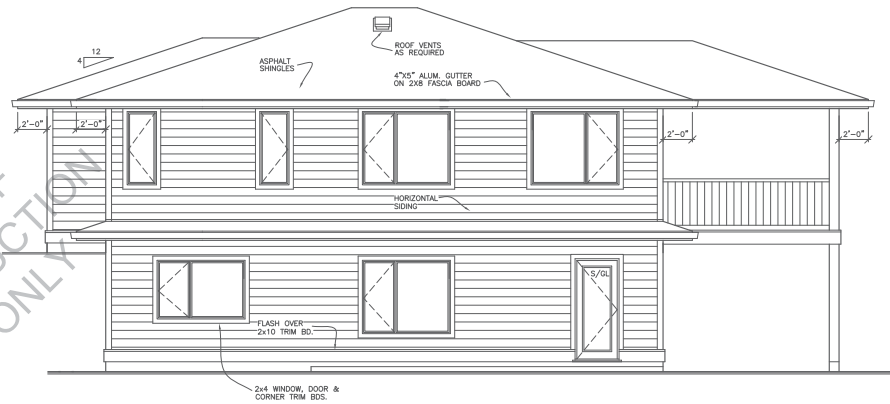 12
4
ROOF VENTS
AS REQUIRED
ASPHALT
SHINGLES
4"X5" ALUM. GUTTER
ON 2X8 FASCIA BOARD
2'-0"
2'-0"
2'-0"
2'-0"
HORIZONTAL
SIDING
S/GL
FLASH OVER
2x10 TRIM BD.
2x4 WINDOW, DOOR &
CORNER TRIM BDS.
CTION
ONLY